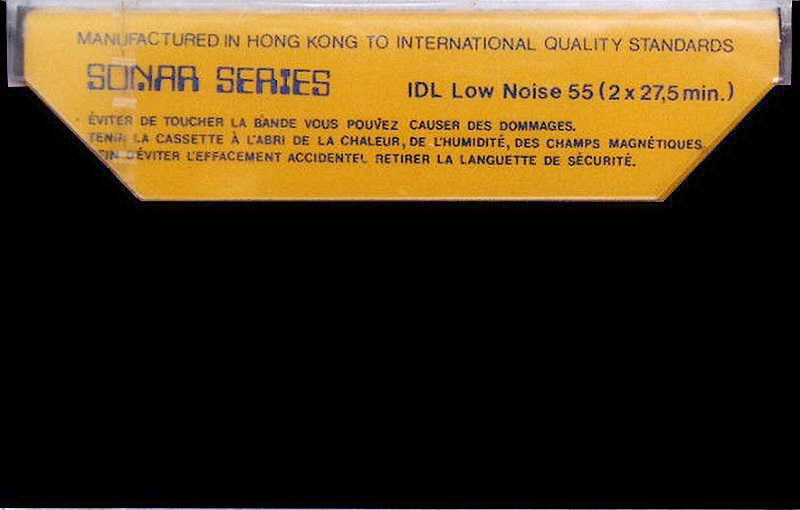 MANUFACTURED IN HONG KONG TO INTERNATIONAL QUALITY STANDARDS
SONAR SERIES
IDL Low Noise 55 (2 x 27,5 min.)
ÉVITER DE TOUCHER LA BANDE VOUS POUVEZ CAUSER DES DOMMAGES.
TENIR LA CASSETTE À L'ABRI DE LA CHALEUR, DE L'HUMIDITÉ, DES CHAMPS MAGNÉTIQUES
D'ÉVITER L'EFFACEMENT ACCIDENTEL RETIRER LA LANGUETTE DE SÉCURITÉ.